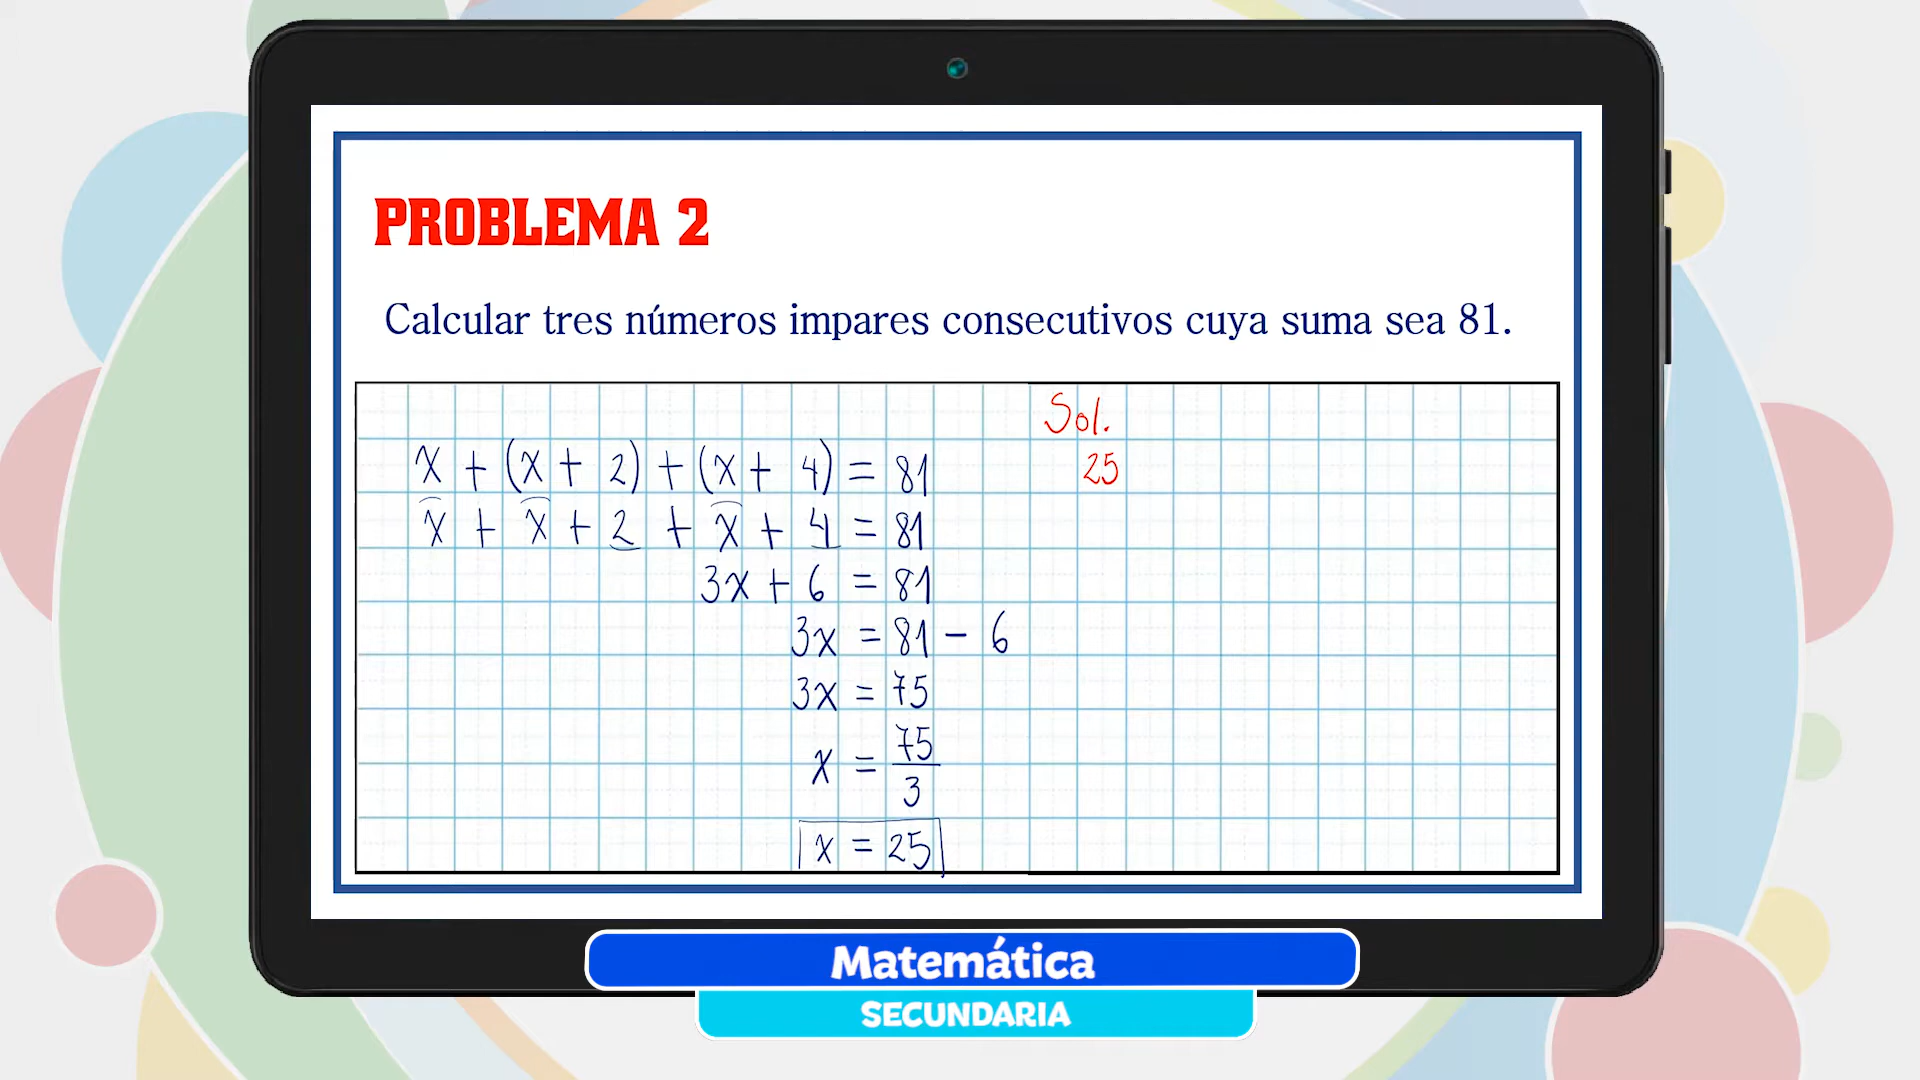 PROBLEMA 2
Calcular tres números impares consecutivos cuya suma sea 81.
x + (x + 2) + (x + 4) = 81
x + x + 2 + x + 4 = 81
3x + 6 = 81
3x = 81 - 6
3x = 75
x = 75/3
x = 25
Sol.
25
Matemática
SECUNDARIA